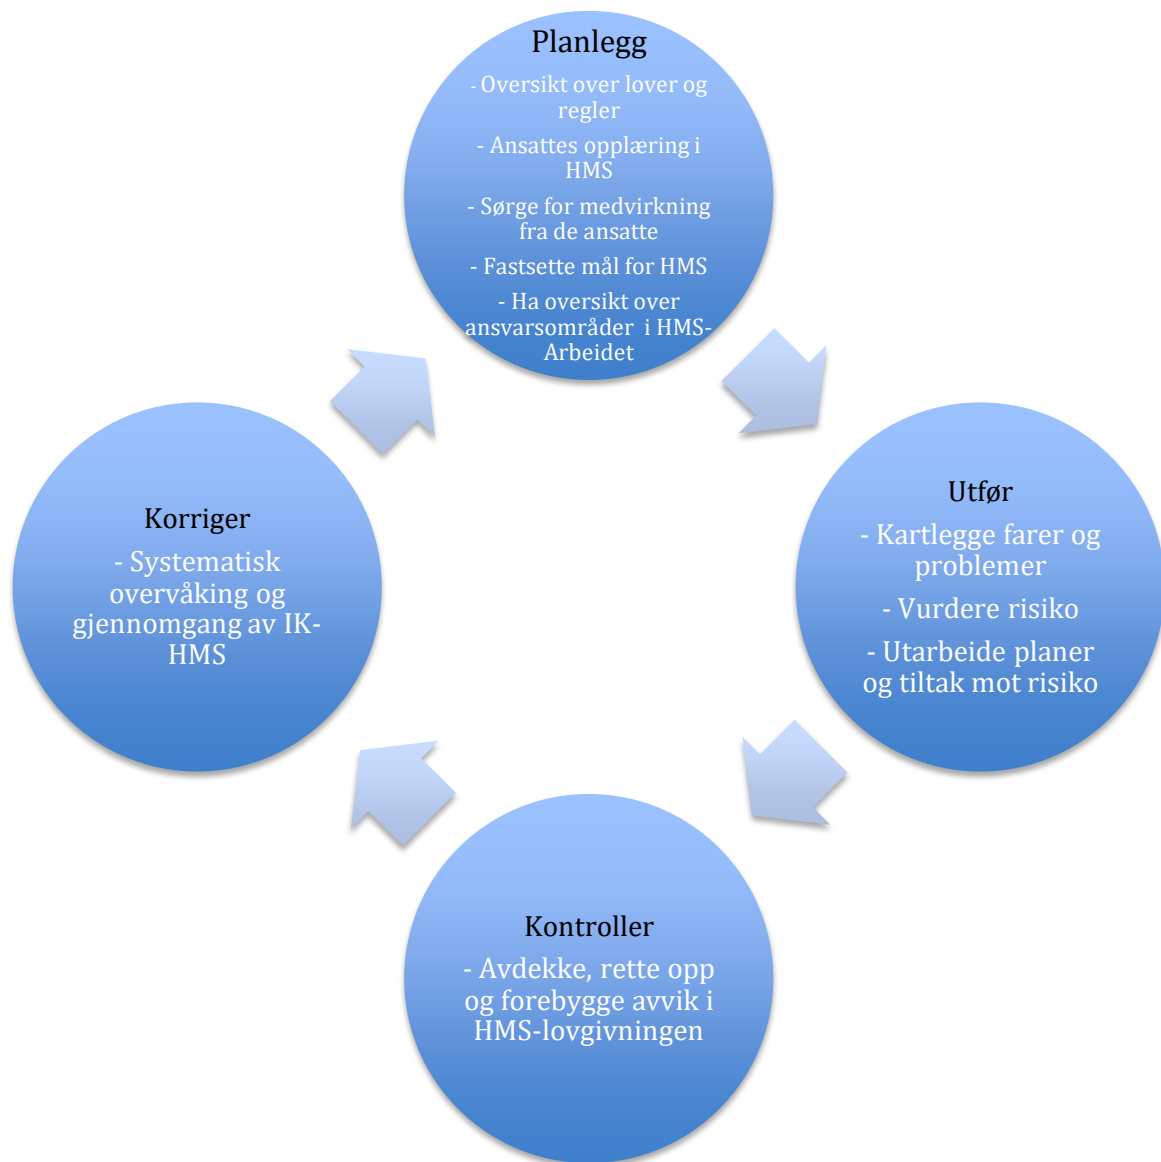 Planlegg
- Oversikt over lover og
regler
- Ansattes opplæring i
HMS
- Sørge for medvirkning
fra de ansatte
- Fastsette mål for HMS
- Ha oversikt over
ansvarsområder i HMS-
Arbeidet
Utfør
- Kartlegge farer og
problemer
- Vurdere risiko
- Utarbeide planer
og tiltak mot risiko
Kontroller
- Avdekke, rette opp
og forebygge avvik i
HMS-lovgivningen
Korriger
- Systematisk
overvåking og
gjennomgang av IK-
HMS